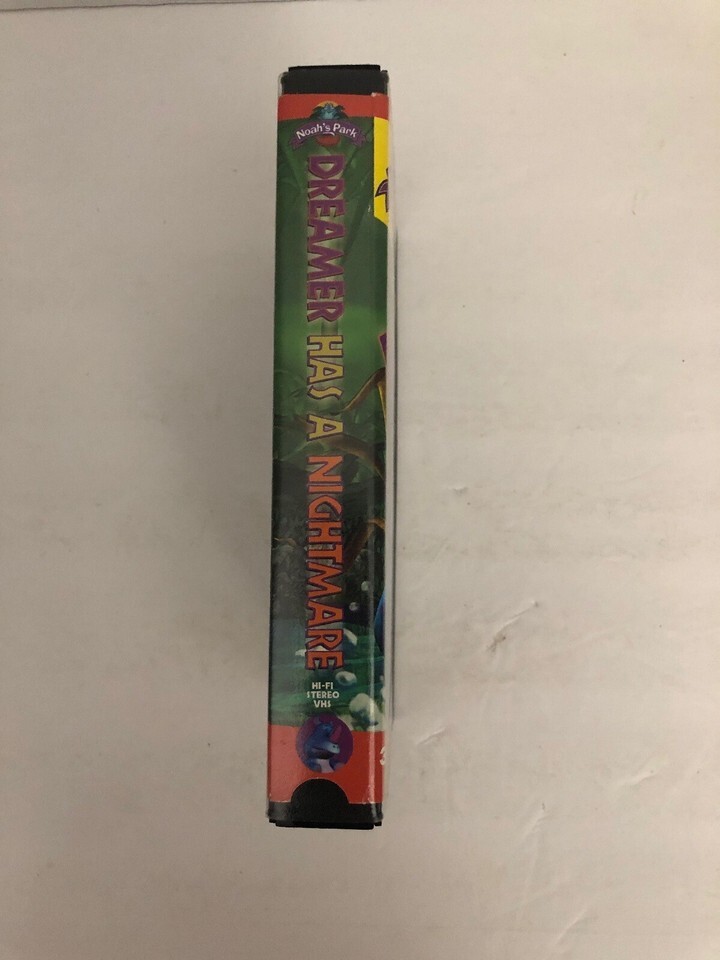 Noah's Park
DREAMER HAS A NIGHTMARE
HI-FI
STEREO
VHS